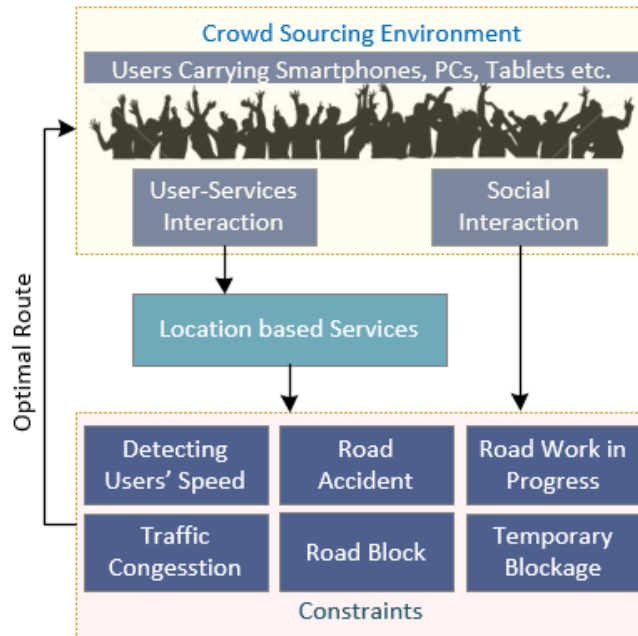 Crowd Sourcing Environment
Users Carrying Smartphones, PCs, Tablets etc.
User-Services
Interaction
Social
Interaction
Optimal Route
Location based Services
Detecting
Users' Speed
Road
Accident
Road Work in
Progress
Traffic
Congesstion
Road Block
Temporary
Blockage
Constraints